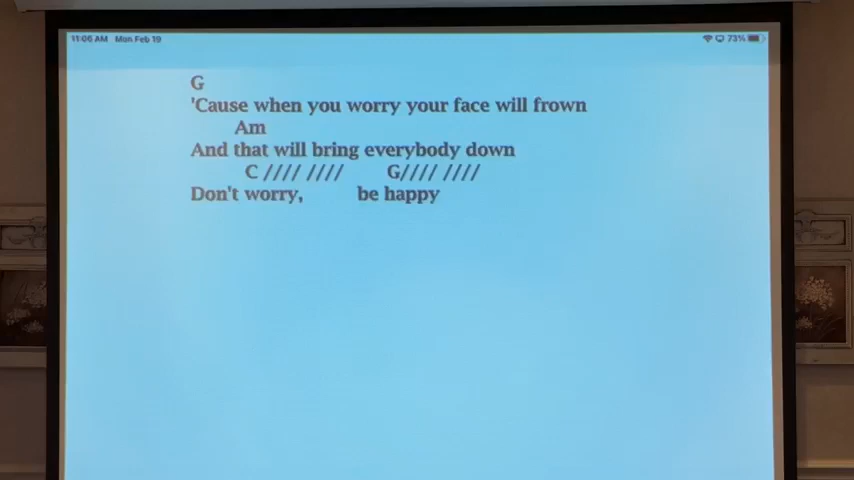 11:06 AM Mon Feb 19
73%
G
'Cause when you worry your face will frown
Am
And that will bring everybody down
C //// //// G//// ////
Don't worry, be happy